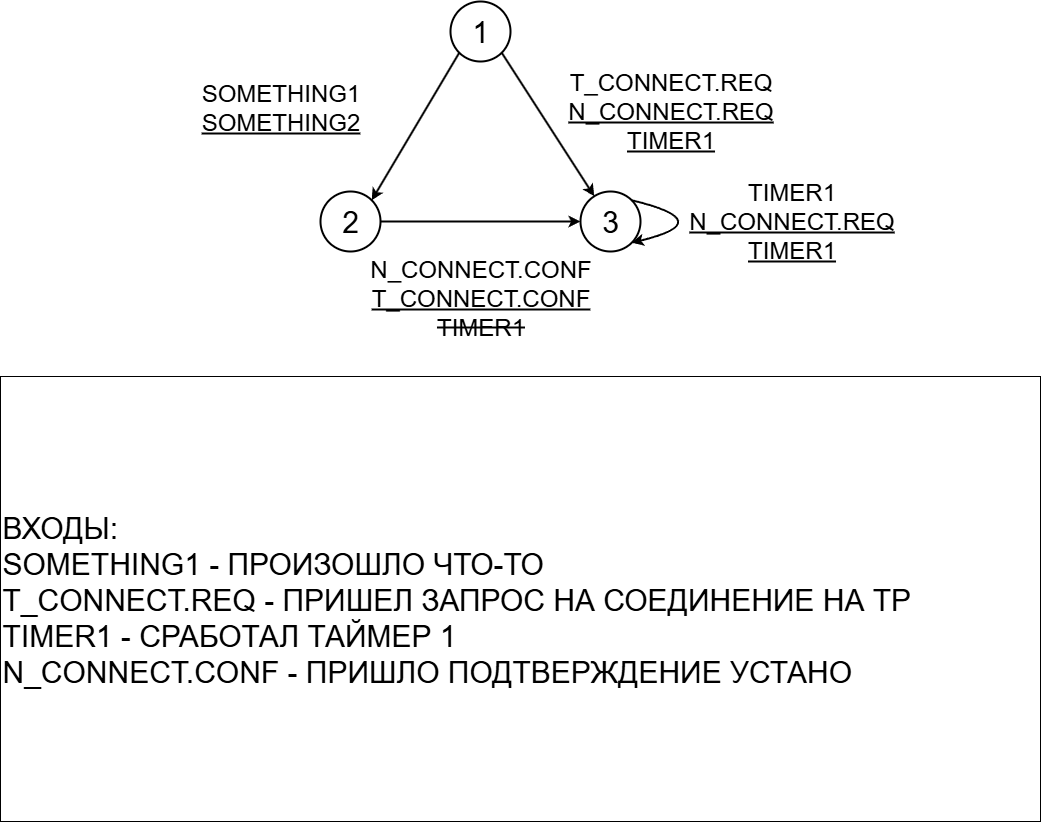 1
SOMETHING1
SOMETHING2
T_CONNECT.REQ
N_CONNECT.REQ
TIMER1
2
3
TIMER1
N_CONNECT.REQ
TIMER1
N_CONNECT.CONF
T_CONNECT.CONF
TIMER1
ВХОДЫ:
SOMETHING1 - ПРОИЗОШЛО ЧТО-ТО
T_CONNECT.REQ - ПРИШЕЛ ЗАПРОС НА СОЕДИНЕНИЕ НА ТР
TIMER1 - СРАБОТАЛ ТАЙМЕР 1
N_CONNECT.CONF - ПРИШЛО ПОДТВЕРЖДЕНИЕ УСТАНО